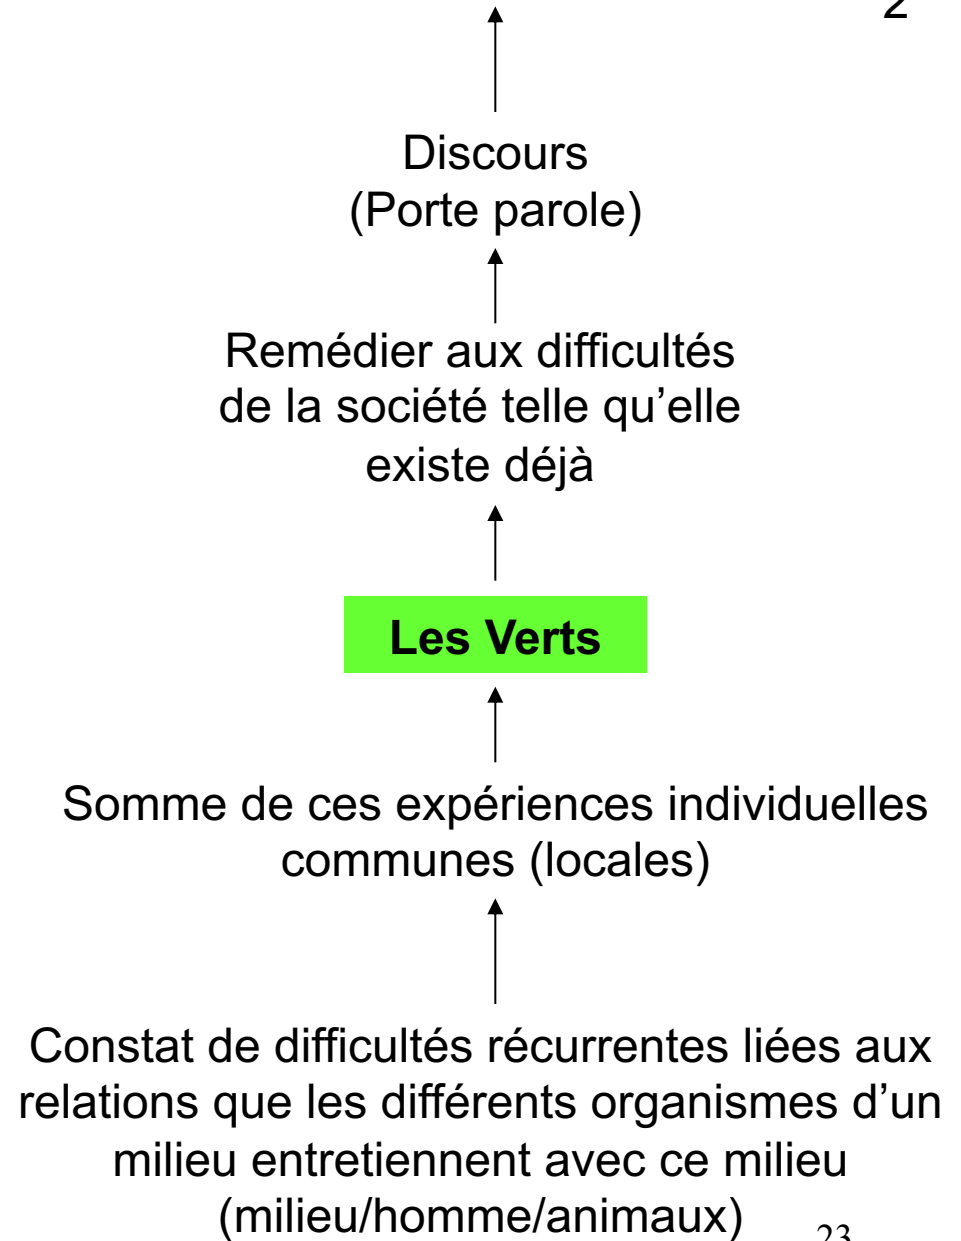 2
Discours
(Porte parole)
Remédier aux difficultés
de la société telle qu’elle
existe déjà
Les Verts
Somme de ces expériences individuelles
communes (locales)
Constat de difficultés récurrentes liées aux
relations que les différents organismes d’un
milieu entretiennent avec ce milieu
(milieu/homme/animaux)
23